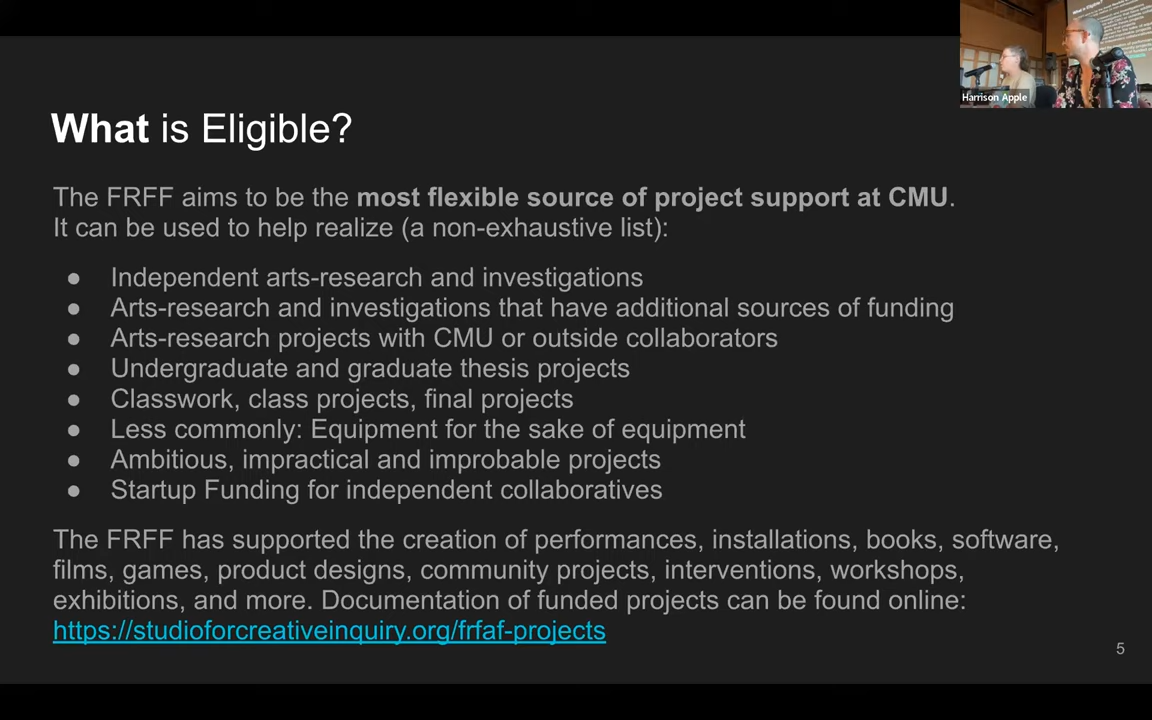 What is Eligible?
The FRFF aims to be the most flexible source of project support at CMU.
It can be used to help realize (a non-exhaustive list):
● Independent arts-research and investigations
● Arts-research and investigations that have additional sources of funding
● Arts-research projects with CMU or outside collaborators
● Undergraduate and graduate thesis projects
● Classwork, class projects, final projects
● Less commonly: Equipment for the sake of equipment
● Ambitious, impractical and improbable projects
● Startup Funding for independent collaboratives
The FRFF has supported the creation of performances, installations, books, software,
films, games, product designs, community projects, interventions, workshops,
exhibitions, and more. Documentation of funded projects can be found online:
https://studioforcreativeinquiry.org/frfaf-projects
5
Harrison Apple